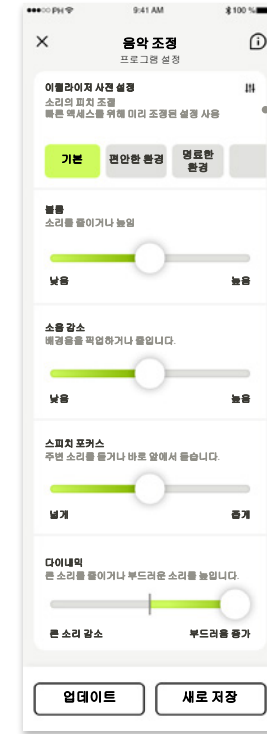 PH
9:41 AM
100 %
음악 조정
프로그램 설정
이퀄라이저 사전 설정
소리의 피치 조절
빠른 액세스를 위해 미리 조정된 설정 사용
기본
편안한 환경
명료한
환경
볼륨
소리를 줄이거나 높임
낮음
높음
소음 감소
배경음을 픽업하거나 줄입니다.
낮음
높음
스피치 포커스
주변 소리를 듣거나 바로 앞에서 듣습니다.
넓게
좁게
다이내믹
큰 소리를 줄이거나 부드러운 소리를 높입니다.
큰 소리 감소
부드러움 증가
업데이트
새로 저장